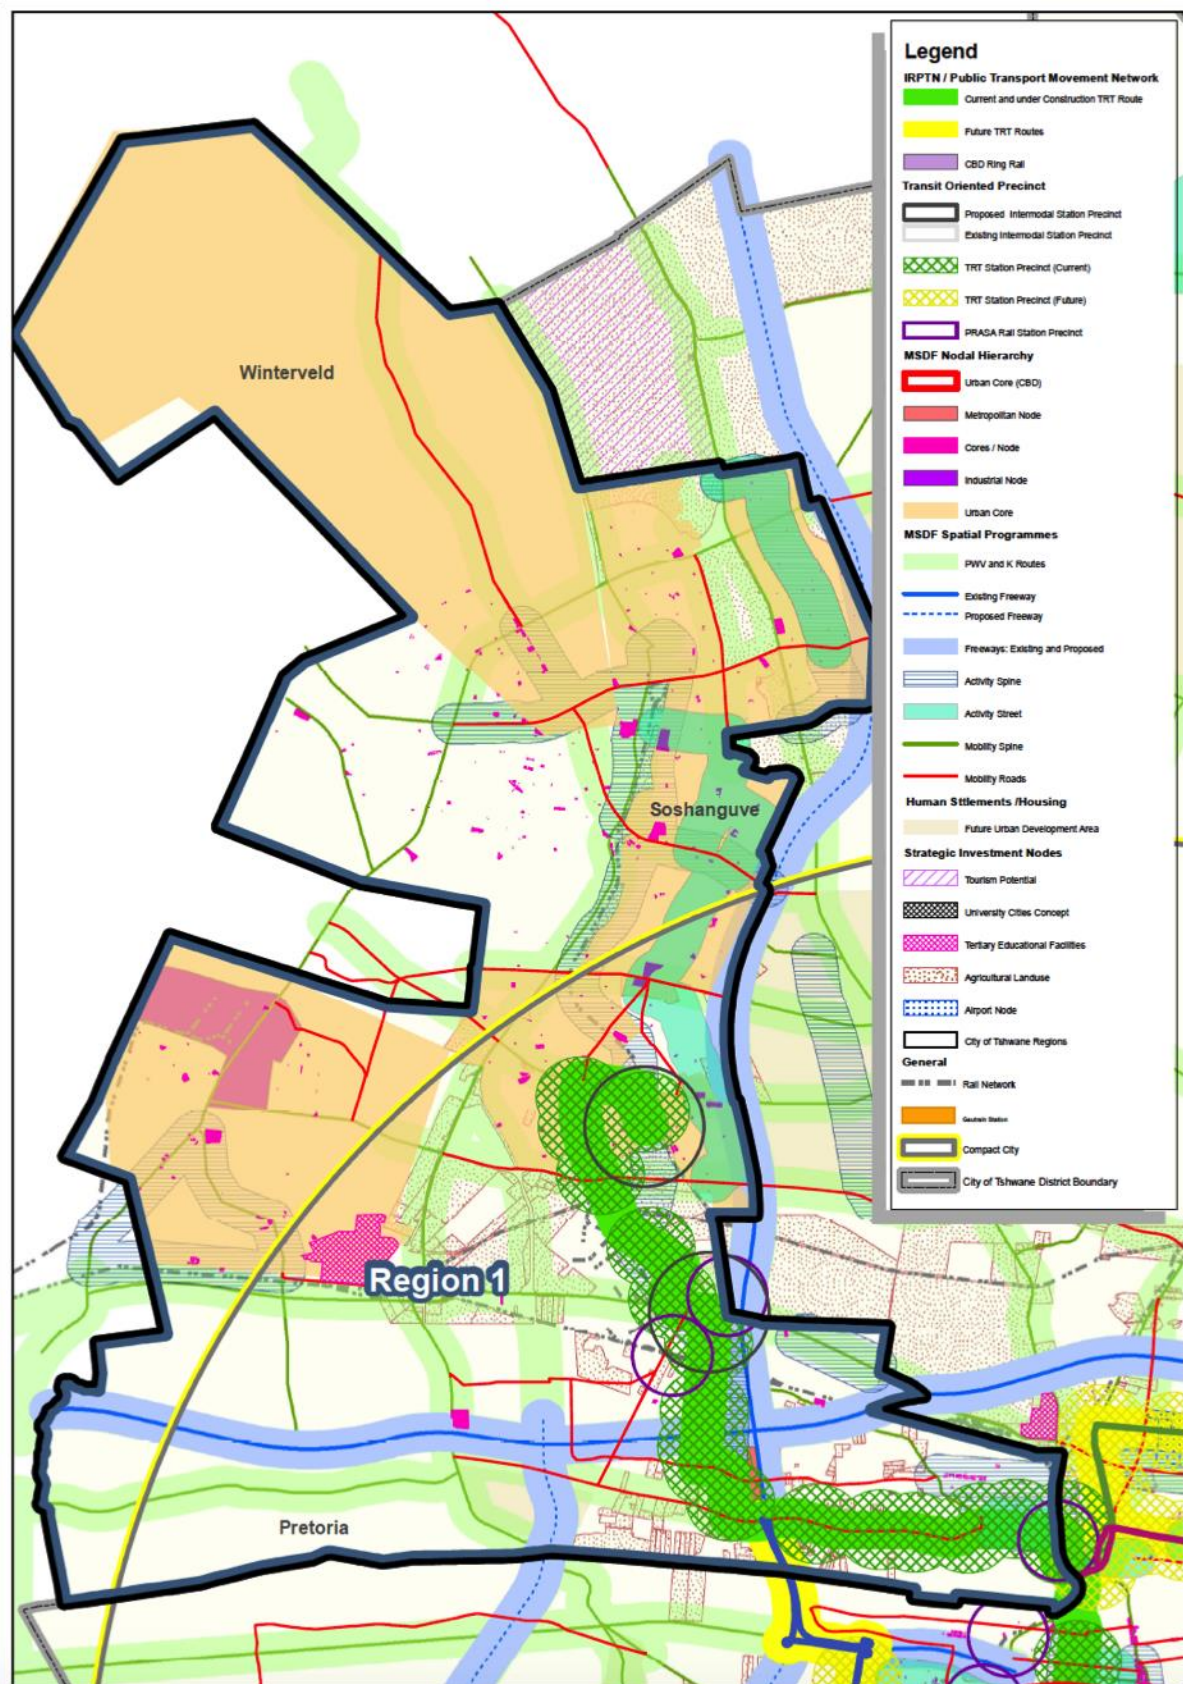 Legend
IRPTN / Public Transport Movement Network
Current and under Construction TRT Route
Future TRT Routes
CBD Ring Rail
Transit Oriented Precinct
Proposed Intermodal Station Precinct
Existing Intermodal Station Precinct
TRT Station Precinct (Current)
TRT Station Precinct (Future)
PRASA Rail Station Precinct
MSDF Nodal Hierarchy
Urban Core (CBD)
Metropolitan Node
Cores / Node
Industrial Node
Urban Core
MSDF Spatial Programmes
PWV and K Routes
Existing Freeway
Proposed Freeway
Freeways: Existing and Proposed
Activity Spine
Activity Street
Mobility Spine
Mobility Roads
Human Sttlements /Housing
Future Urban Development Area
Strategic Investment Nodes
Tourism Potential
University Cities Concept
Tertiary Educational Facilities
Agricultural Landuse
Airport Node
City of Tshwane Regions
General
Rail Network
Gautrain Station
Compact City
City of Tshwane District Boundary
Winterveld
Soshanguve
Region 1
Pretoria